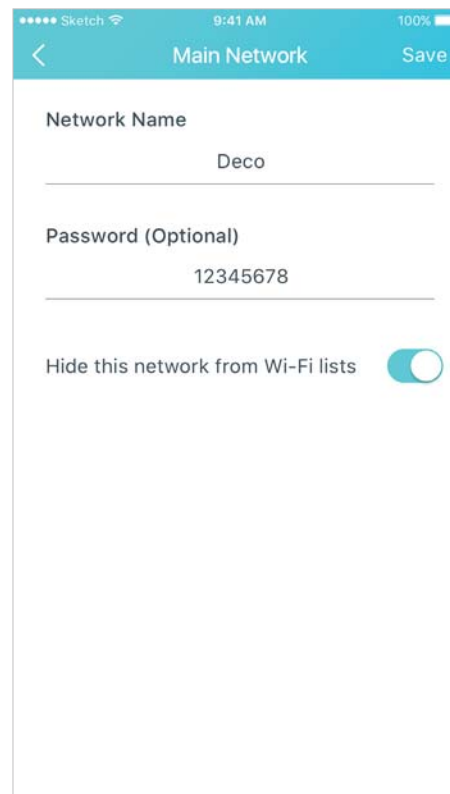 Sketch 9:41 AM 100%
Main Network Save
Network Name
Deco
Password (Optional)
12345678
Hide this network from Wi-Fi lists